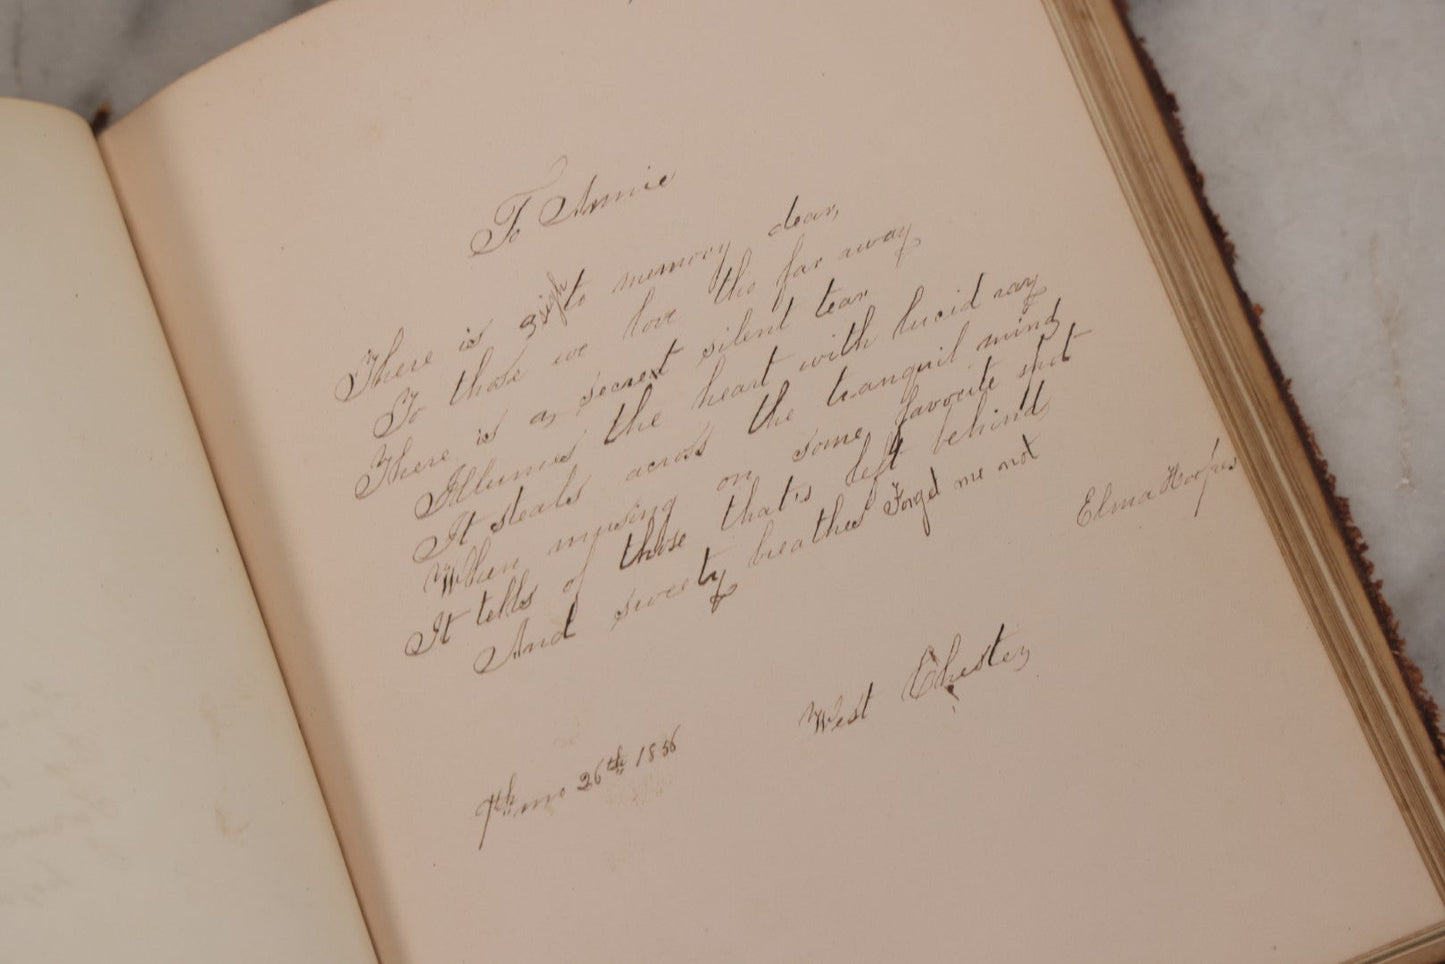 To Annie
There is a sigh to memory dear,
To those we love tho far away
There is a secret silent tear
Illumes the heart with lucid ray
It steals across the tranquil mind
When musing on some favorite spot
It tells of those that's left behind
And sweetly breathes Forget me not
Elma Hoopes
West Chester
9th mo 26th 1856